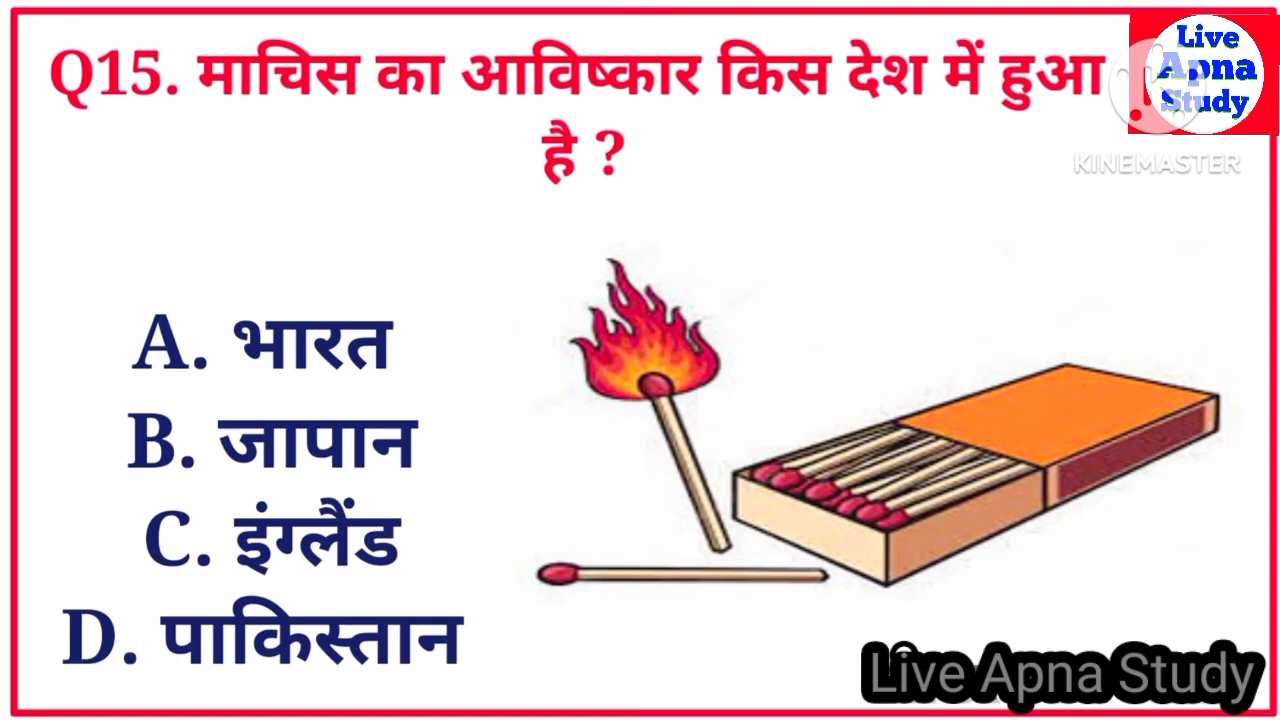 Q15. माचिस का आविष्कार किस देश में हुआ
है ?
Live
Apna
Study
KINEMASTER
A. भारत
B. जापान
C. इंग्लैंड
D. पाकिस्तान
Live Apna Study